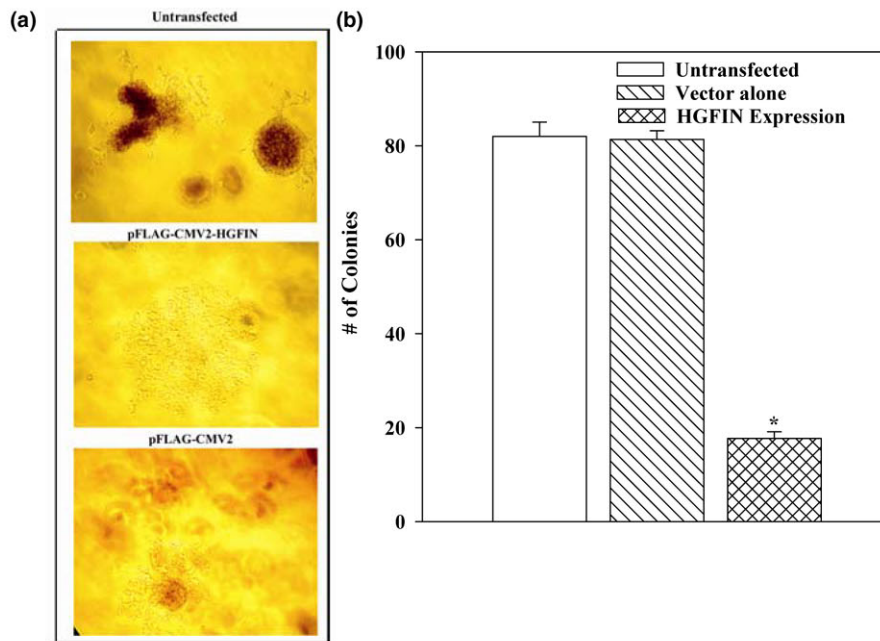 (a)
Untransfected
pFLAG-CMV2-HGFIN
pFLAG-CMV2
(b)
100
80
60
40
20
0
# of Colonies
Untransfected
Vector alone
HGFIN Expression
*